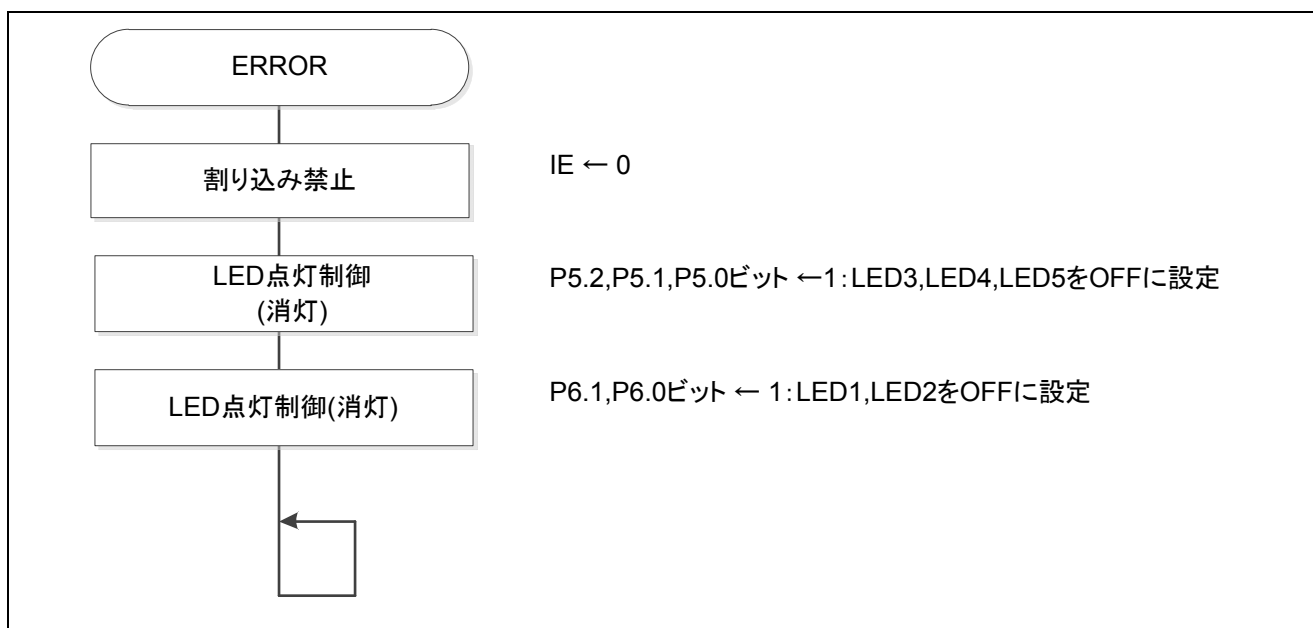 ERROR
割り込み禁止
IE ← 0
LED点灯制御
(消灯)
P5.2,P5.1,P5.0ビット ←1:LED3,LED4,LED5をOFFに設定
LED点灯制御(消灯)
P6.1,P6.0ビット ← 1:LED1,LED2をOFFに設定